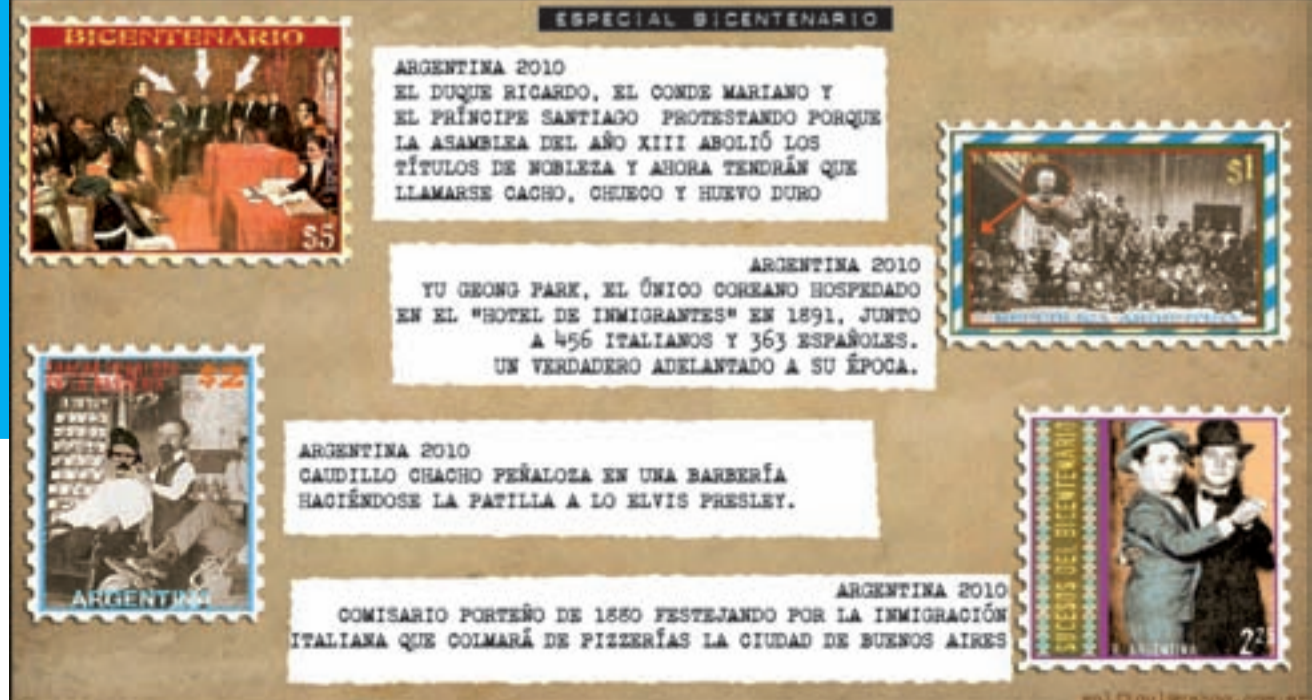 ESPECIAL BICENTENARIO
BICENTENARIO
$5
ARGENTINA 2010
EL DUQUE RICARDO, EL CONDE MARIANO Y
EL PRÍNCIPE SANTIAGO PROTESTANDO PORQUE
LA ASAMBLEA DEL AÑO XIII ABOLIÓ LOS
TÍTULOS DE NOBLEZA Y AHORA TENDRÁN QUE
LLAMARSE CACHO, CHUECO Y HUEVO DURO
$1
REPUBLICA ARGENTINA
ARGENTINA 2010
YU GEONG PARK, EL ÚNICO COREANO HOSPEDADO
EN EL "HOTEL DE INMIGRANTES" EN 1891, JUNTO
A 456 ITALIANOS Y 363 ESPAÑOLES.
UN VERDADERO ADELANTADO A SU ÉPOCA.
42
ARGENTINA
ARGENTINA 2010
CAUDILLO CHACHO PEÑALOZA EN UNA BARBERÍA
HACIÉNDOSE LA PATILLA A LO ELVIS PRESLEY.
SUCESOS DEL BICENTENARIO
R. ARGENTINA
ARGENTINA 2010
COMISARIO PORTEÑO DE 1880 FESTEJANDO POR LA INMIGRACIÓN
ITALIANA QUE COLMARÁ DE PIZZERÍAS LA CIUDAD DE BUENOS AIRES